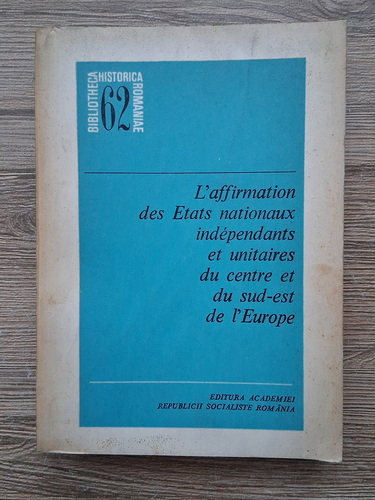 BIBLIOTHECA
HISTORICA
ROMANIAE
62
L'affirmation
des Etats nationaux
indépendants
et unitaires
du centre et
du sud-est
de l'Europe
EDITURA ACADEMIEI
REPUBLICII SOCIALISTE ROMÂNIA